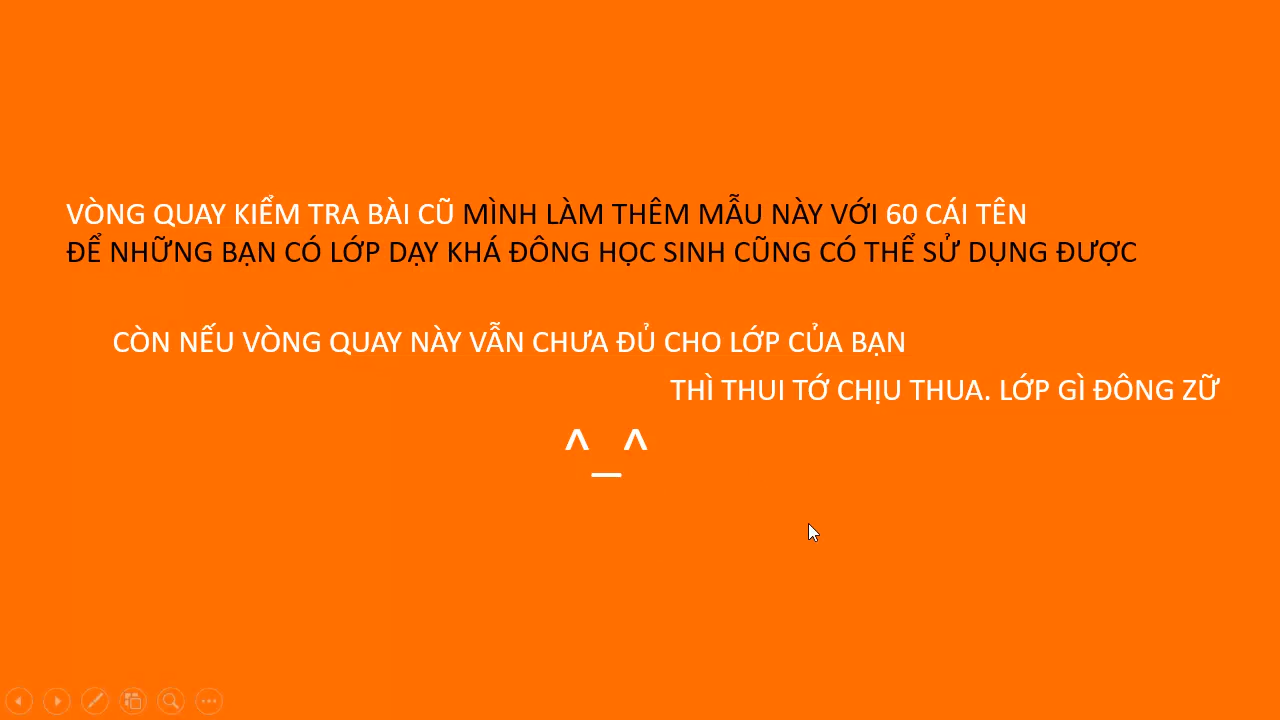 VÒNG QUAY KIỂM TRA BÀI CŨ MÌNH LÀM THÊM MẪU NÀY VỚI 60 CÁI TÊN
ĐỂ NHỮNG BẠN CÓ LỚP DẠY KHÁ ĐÔNG HỌC SINH CŨNG CÓ THỂ SỬ DỤNG ĐƯỢC
CÒN NẾU VÒNG QUAY NÀY VẪN CHƯA ĐỦ CHO LỚP CỦA BẠN
THÌ THUI TỚ CHỊU THUA. LỚP GÌ ĐÔNG ZỮ
^_^